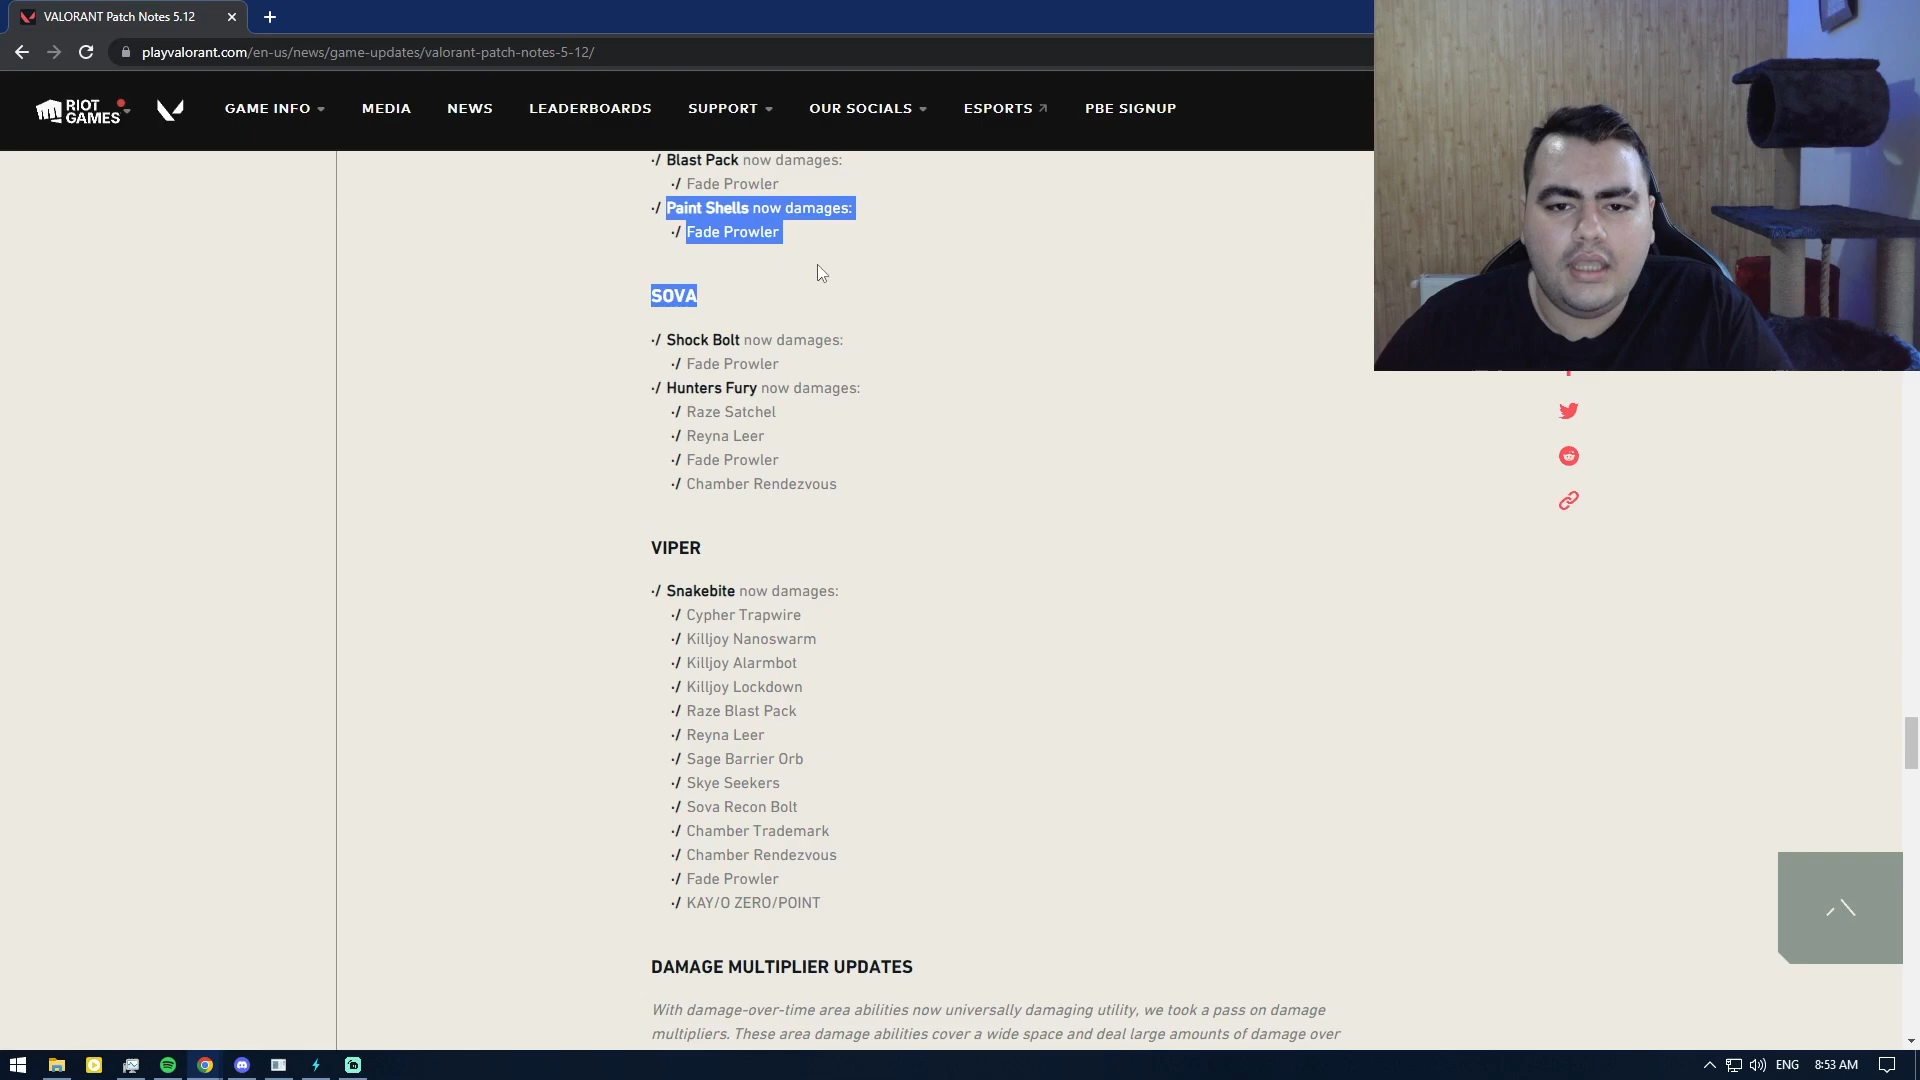 VALORANT Patch Notes 5.12
playvalorant.com/en-us/news/game-updates/valorant-patch-notes-5-12/
RIOT GAMES
GAME INFO
MEDIA
NEWS
LEADERBOARDS
SUPPORT
OUR SOCIALS
ESPORTS
PBE SIGNUP
·/ Blast Pack now damages:
·/ Fade Prowler
·/ Paint Shells now damages:
·/ Fade Prowler
SOVA
·/ Shock Bolt now damages:
·/ Fade Prowler
·/ Hunters Fury now damages:
·/ Raze Satchel
·/ Reyna Leer
·/ Fade Prowler
·/ Chamber Rendezvous
VIPER
·/ Snakebite now damages:
·/ Cypher Trapwire
·/ Killjoy Nanoswarm
·/ Killjoy Alarmbot
·/ Killjoy Lockdown
·/ Raze Blast Pack
·/ Reyna Leer
·/ Sage Barrier Orb
·/ Skye Seekers
·/ Sova Recon Bolt
·/ Chamber Trademark
·/ Chamber Rendezvous
·/ Fade Prowler
·/ KAY/O ZERO/POINT
DAMAGE MULTIPLIER UPDATES
With damage-over-time area abilities now universally damaging utility, we took a pass on damage
multipliers. These area damage abilities cover a wide space and deal large amounts of damage over
ENG
8:53 AM